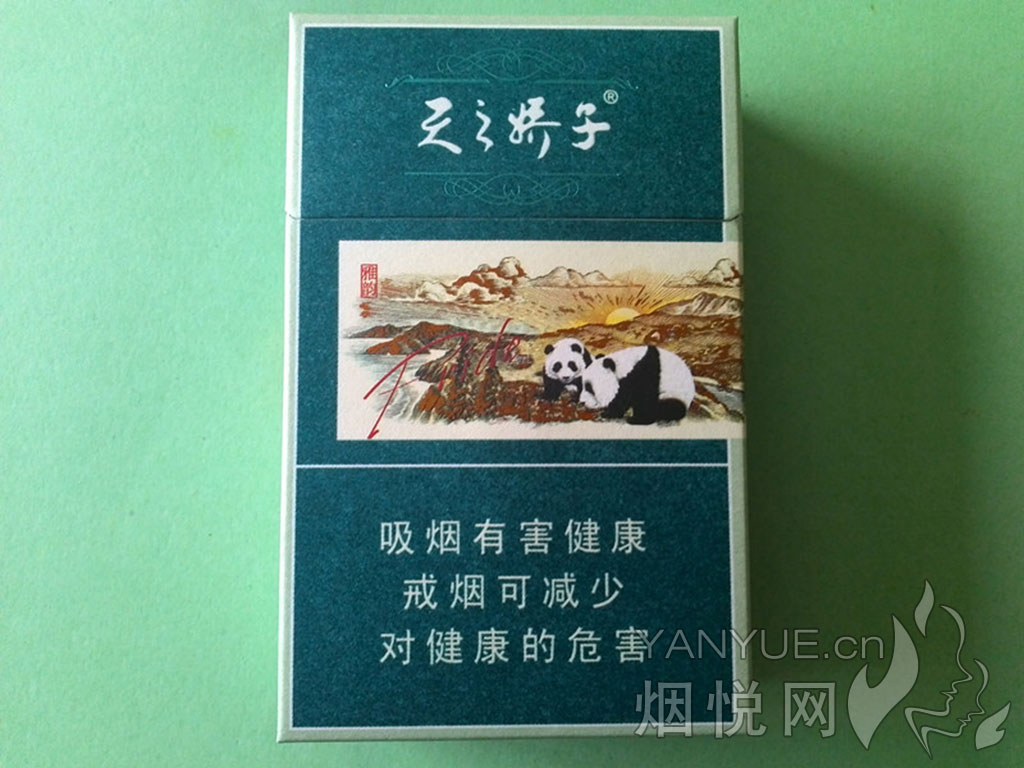 天之娇子®
雅韵
Pride
吸烟有害健康
戒烟可减少
对健康的危害
YANYUE.cn
烟悦网